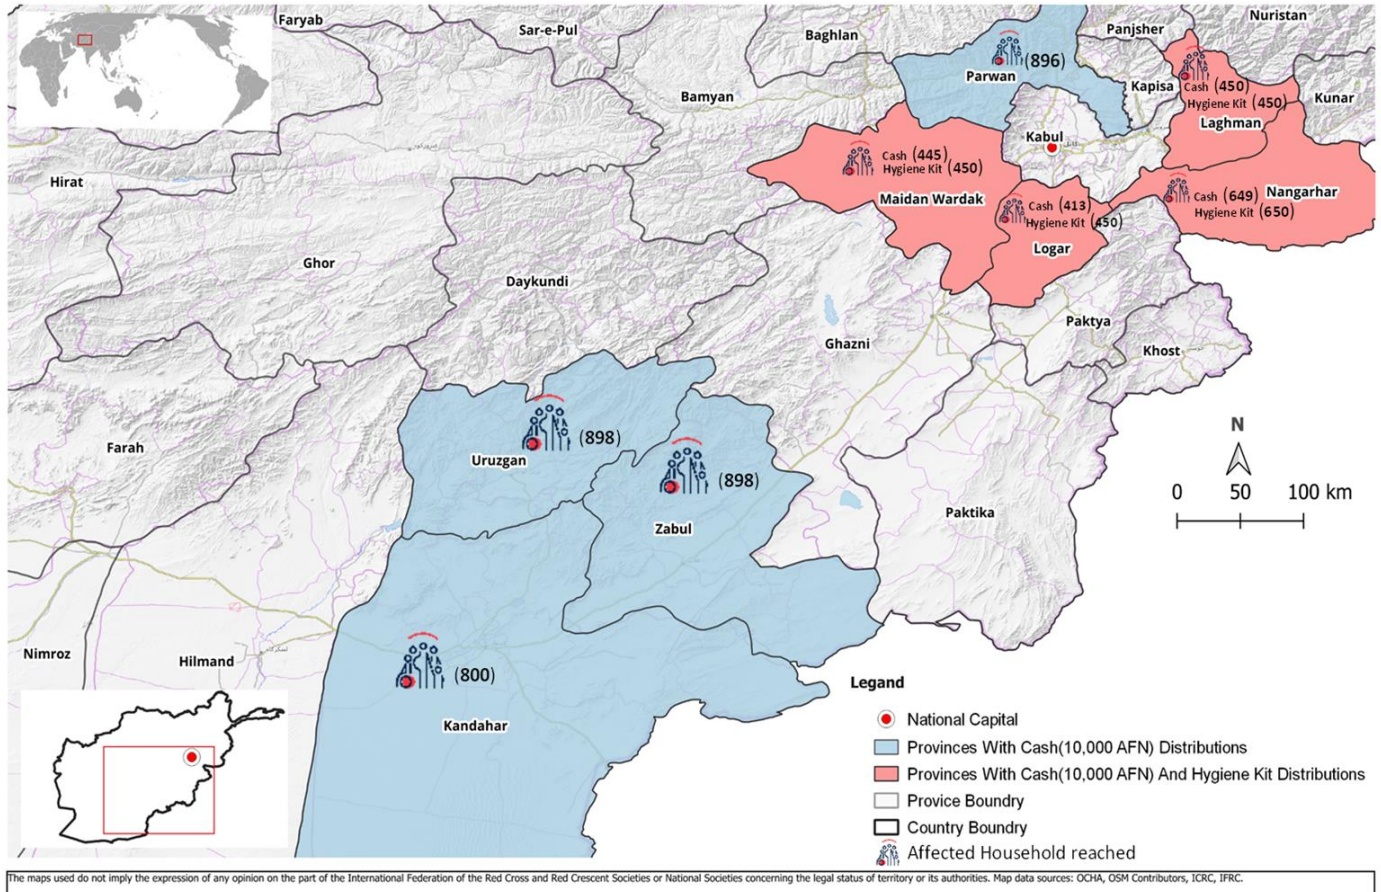 Faryab
Sar-e-Pul
Baghlan
Panjsher
Nuristan
(896)
Parwan
Kapisa
Cash (450)
Hygiene Kit (450)
Laghman
Kunar
Bamyan
Kabul
Cash (445)
Hygiene Kit (450)
Maidan Wardak
Hirat
Cash (413)
Hygiene Kit (450)
Logar
Cash (649)
Hygiene Kit (650)
Nangarhar
Ghor
Daykundi
Ghazni
Paktya
Khost
Farah
(898)
Uruzgan
(898)
Zabul
Paktika
N
0 50 100 km
Nimroz
Hilmand
(800)
Kandahar
Legand
National Capital
Provinces With Cash(10,000 AFN) Distributions
Provinces With Cash(10,000 AFN) And Hygiene Kit Distributions
Provice Boundry
Country Boundry
Affected Household reached
The maps used do not imply the expression of any opinion on the part of the International Federation of the Red Cross and Red Crescent Societies or National Societies concerning the legal status of territory or its authorities. Map data sources: OCHA, OSM Contributors, ICRC, IFRC.